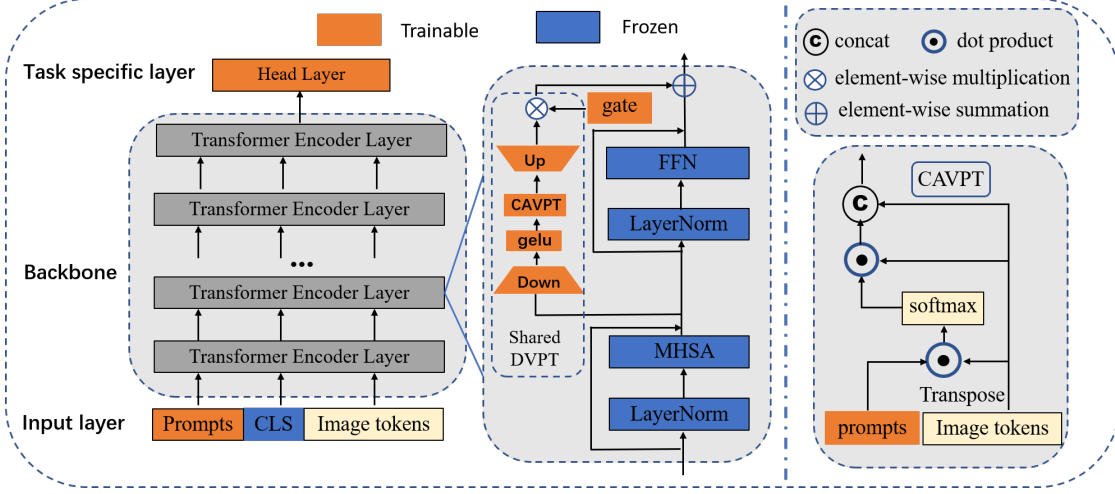 Trainable
Frozen
Task specific layer
Head Layer
Transformer Encoder Layer
Transformer Encoder Layer
...
Backbone
Transformer Encoder Layer
Transformer Encoder Layer
Input layer
Prompts
CLS
Image tokens
gate
Up
CAVPT
gelu
Down
Shared
DVPT
FFN
LayerNorm
MHSA
LayerNorm
C concat
dot product
element-wise multiplication
element-wise summation
CAVPT
C
softmax
Transpose
prompts
Image tokens